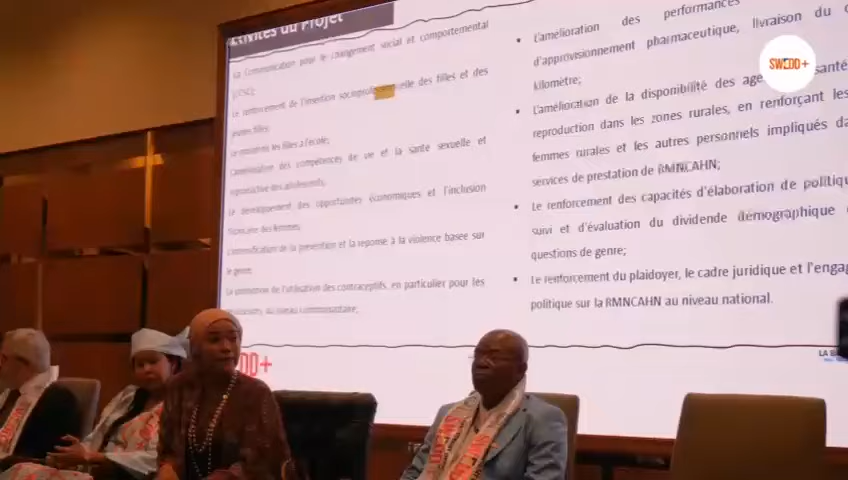 Activités du Projet
La Communication pour le changement social et comportemental
(CCSC);
Le renforcement de l'insertion socioprofessionnelle des filles et des
jeunes filles;
Le maintien les filles à l'école;
L'amélioration des compétences de vie et la santé sexuelle et
reproductive des adolescents;
Le développement des opportunités économiques et l'inclusion
financière des femmes;
L'intensification de la prévention et la réponse à la violence basée sur
le genre;
La promotion de l'utilisation des contraceptifs, en particulier pour les
au niveau communautaire;
• L'amélioration des performances
d'approvisionnement pharmaceutique, livraison du
kilomètre;
• L'amélioration de la disponibilité des santé
reproduction dans les zones rurales, en renforçant les
femmes rurales et les autres personnels impliqués
services de prestation de RMNCAHN;
• Le renforcement des capacités d'élaboration de
suivi et d'évaluation du dividende démographique
questions de genre;
• Le renforcement du plaidoyer, le cadre juridique et
politique sur la RMNCAHN au niveau national.
SWEDD+
DD+